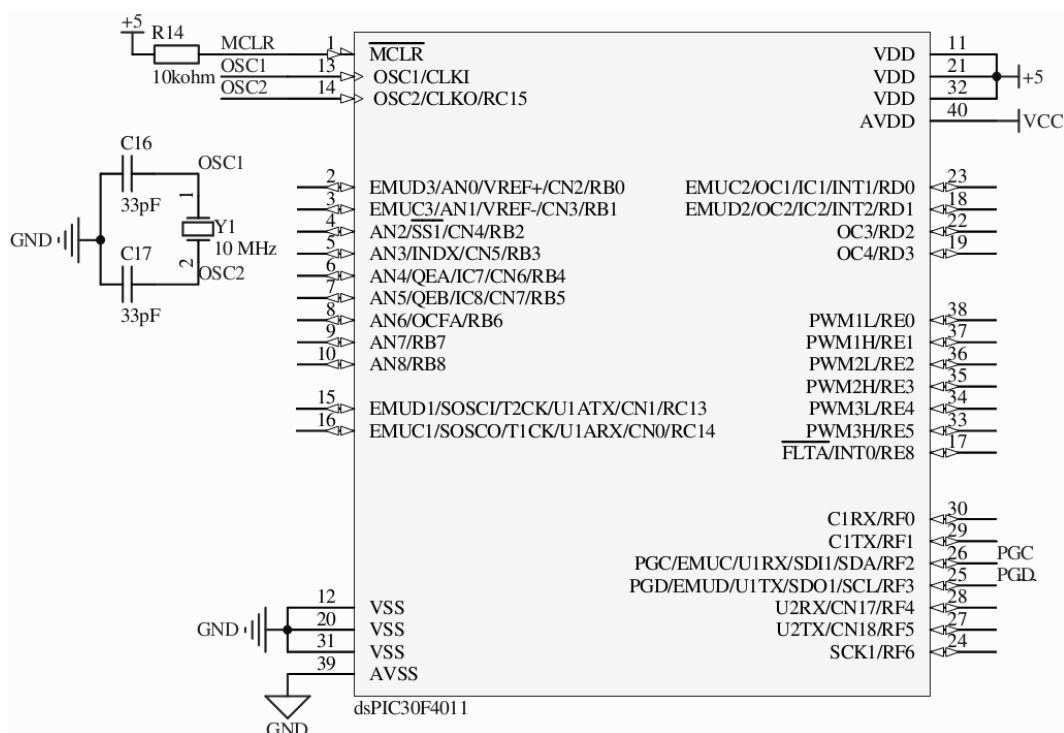 +5
R14
10kohm
MCLR
OSC1
OSC2
1
13
14
MCLR
OSC1/CLKI
OSC2/CLKO/RC15
VDD 11
VDD 21
VDD 32
AVDD 40
+5
VCC
C16
33pF
OSC1
1
GND
Y1
10 MHz
C17
33pF
2
OSC2
2 EMUD3/AN0/VREF+/CN2/RB0
3 EMUC3/AN1/VREF-/CN3/RB1
4 AN2/SS1/CN4/RB2
5 AN3/INDX/CN5/RB3
6 AN4/QEA/IC7/CN6/RB4
7 AN5/QEB/IC8/CN7/RB5
8 AN6/OCFA/RB6
9 AN7/RB7
10 AN8/RB8
15 EMUD1/SOSCI/T2CK/U1ATX/CN1/RC13
16 EMUC1/SOSCO/T1CK/U1ARX/CN0/RC14
EMUC2/OC1/IC1/INT1/RD0 23
EMUD2/OC2/IC2/INT2/RD1 18
OC3/RD2 22
OC4/RD3 19
PWM1L/RE0 38
PWM1H/RE1 37
PWM2L/RE2 36
PWM2H/RE3 35
PWM3L/RE4 34
PWM3H/RE5 33
FLTA/INT0/RE8 17
C1RX/RF0 30
C1TX/RF1 29
PGC/EMUC/U1RX/SDI1/SDA/RF2 26 PGC
PGD/EMUD/U1TX/SDO1/SCL/RF3 25 PGD
U2RX/CN17/RF4 28
U2TX/CN18/RF5 27
SCK1/RF6 24
GND
12 VSS
20 VSS
31 VSS
39 AVSS
GND
dsPIC30F4011